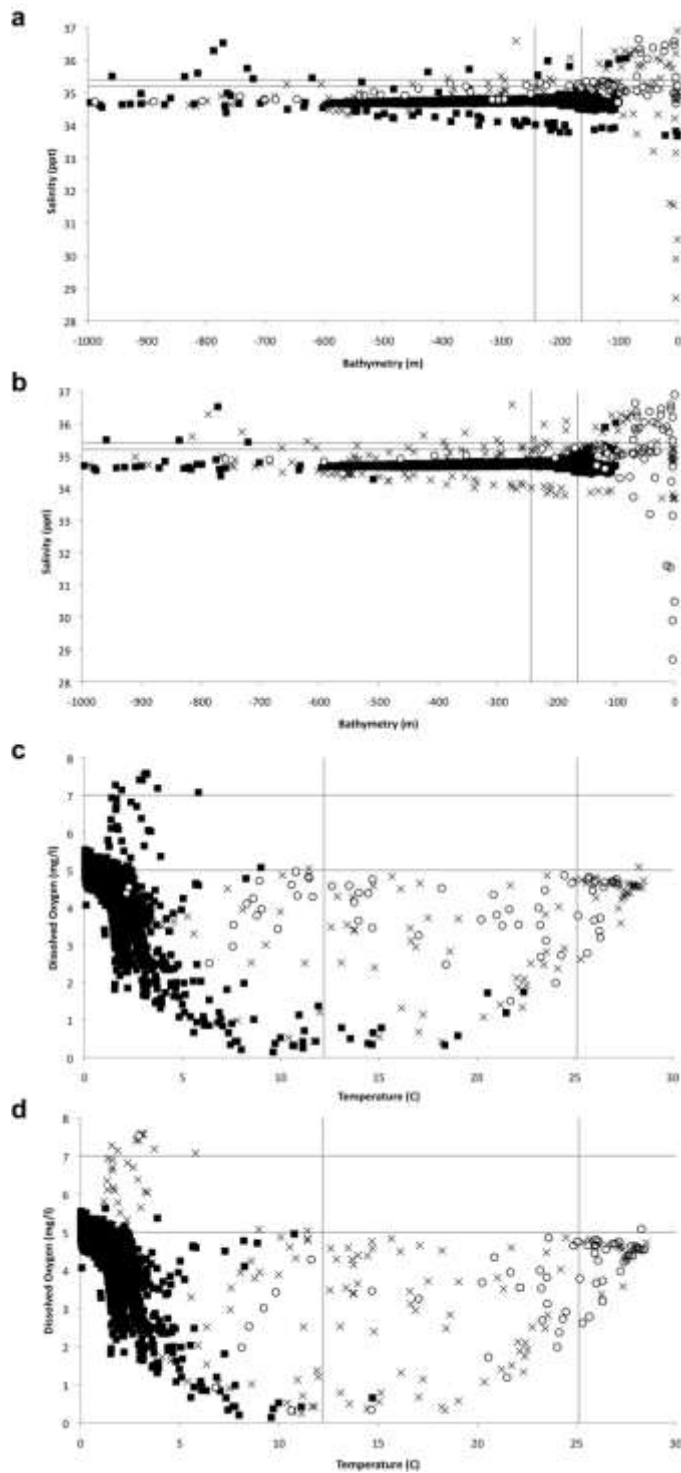 a
37
36
35
34
33
32
31
30
29
28
Salinity (ppt)
-1000 -900 -800 -700 -600 -500 -400 -300 -200 -100 0
Bathymetry (m)
b
37
36
35
34
33
32
31
30
29
28
Salinity (ppt)
-1000 -900 -800 -700 -600 -500 -400 -300 -200 -100 0
Bathymetry (m)
c
8
7
6
5
4
3
2
1
0
Dissolved Oxygen (mg/l)
0 5 10 15 20 25 30
Temperature (C)
d
8
7
6
5
4
3
2
1
0
Dissolved Oxygen (mg/l)
0 5 10 15 20 25 30
Temperature (C)